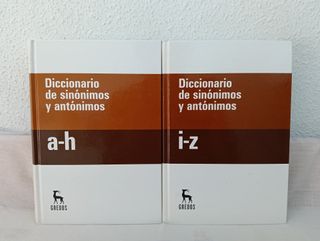 Diccionario
de sinónimos
y antónimos
a-h
GREDOS
Diccionario
de sinónimos
y antónimos
i-z
GREDOS